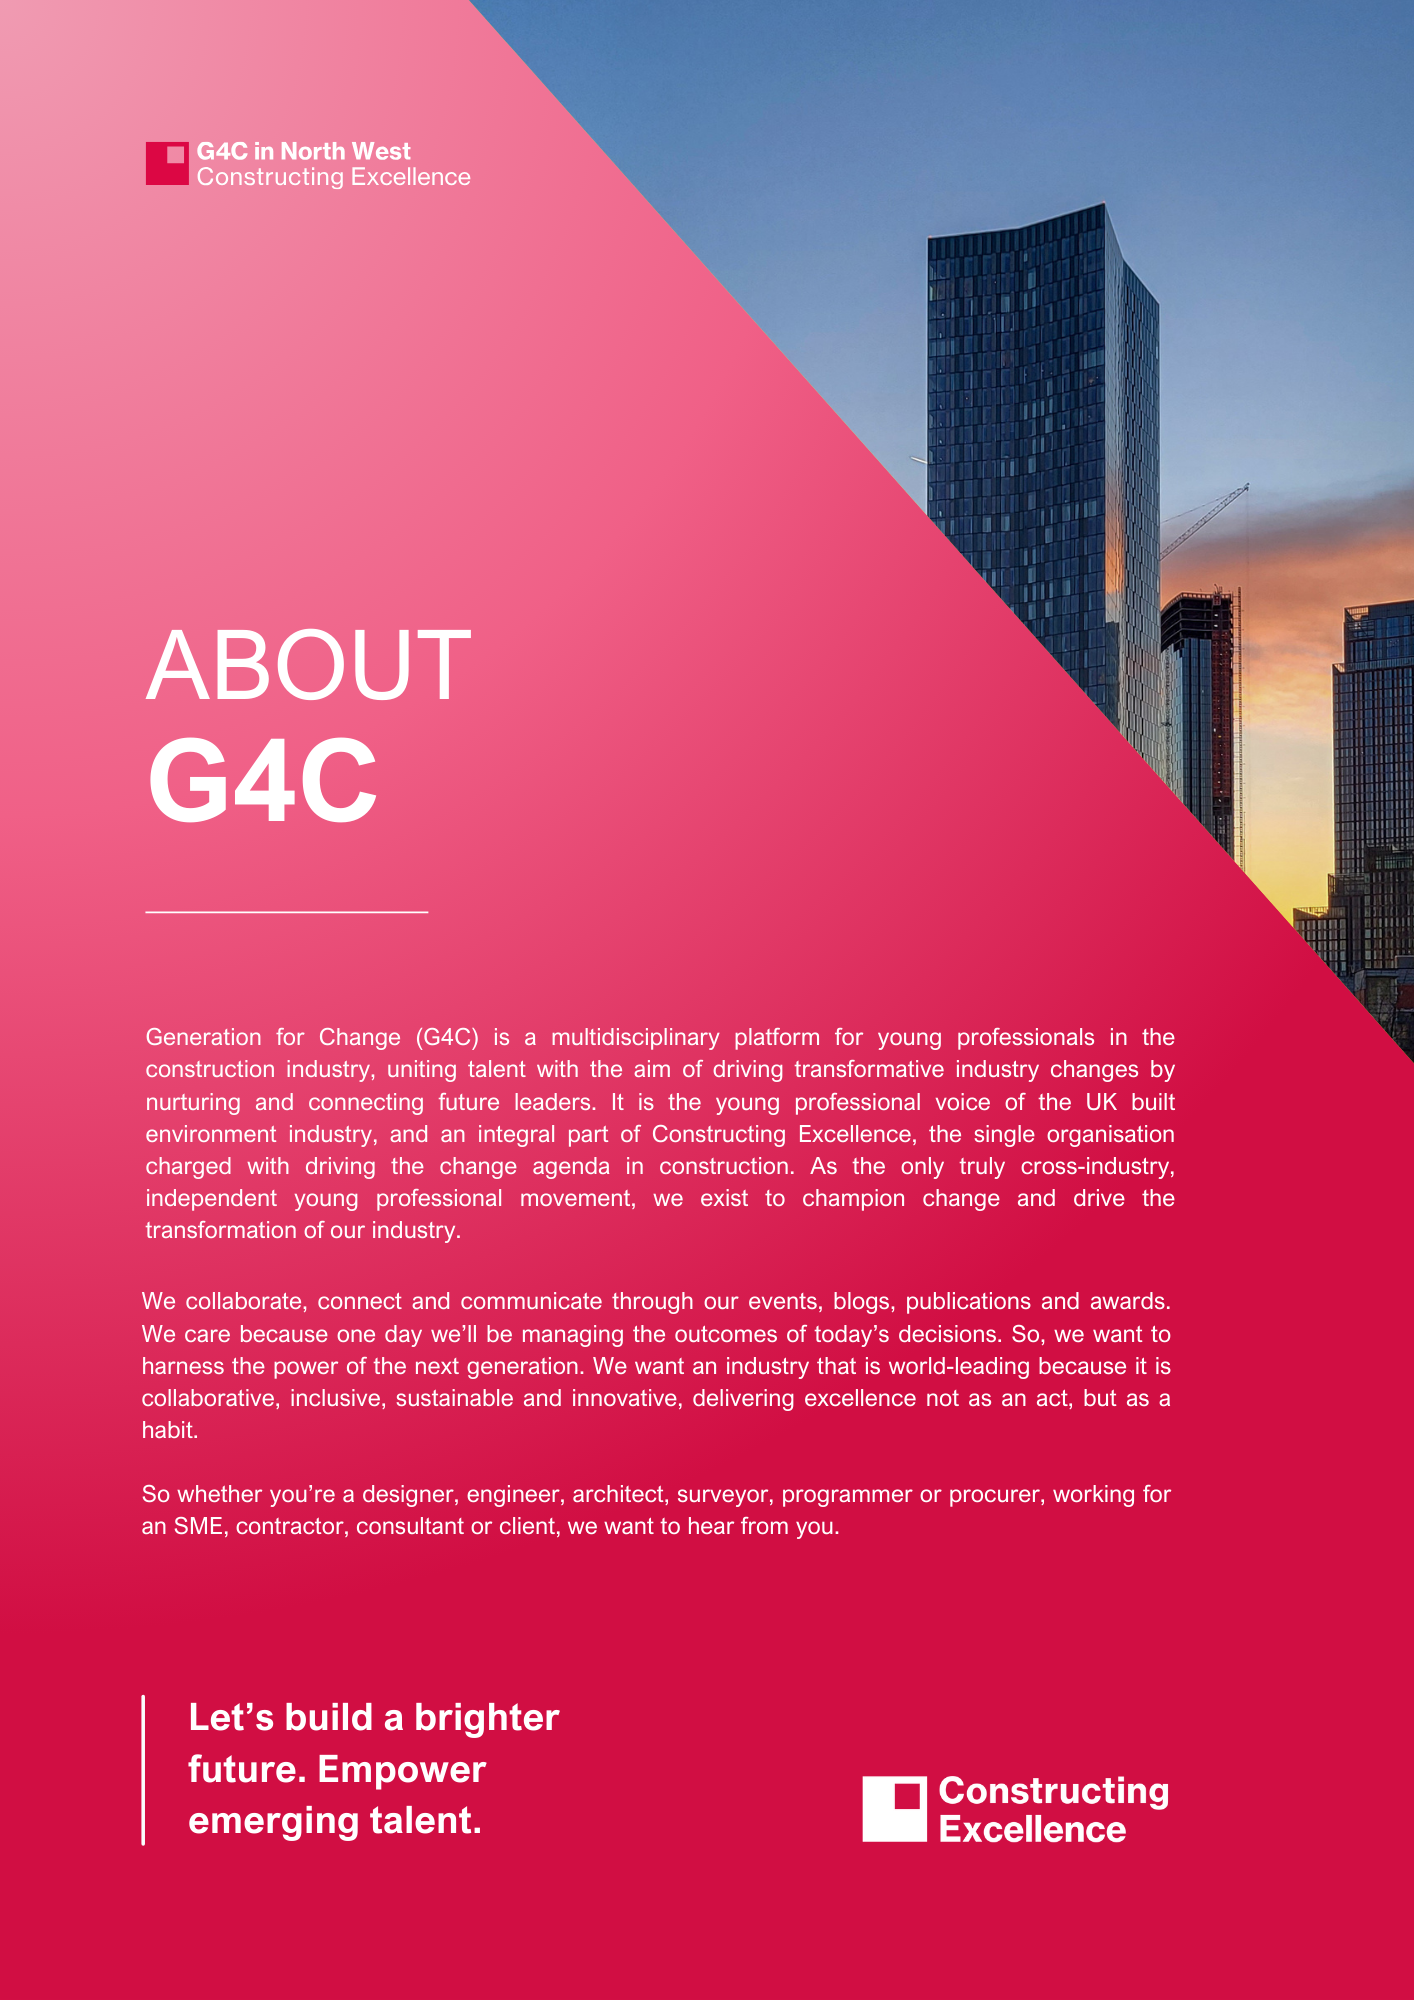 G4C in North West
Constructing Excellence
ABOUT
G4C
Generation for Change (G4C) is a multidisciplinary platform for young professionals in the
construction industry, uniting talent with the aim of driving transformative industry changes by
nurturing and connecting future leaders. It is the young professional voice of the UK built
environment industry, and an integral part of Constructing Excellence, the single organisation
charged with driving the change agenda in construction. As the only truly cross-industry,
independent young professional movement, we exist to champion change and drive the
transformation of our industry.
We collaborate, connect and communicate through our events, blogs, publications and awards.
We care because one day we’ll be managing the outcomes of today’s decisions. So, we want to
harness the power of the next generation. We want an industry that is world-leading because it is
collaborative, inclusive, sustainable and innovative, delivering excellence not as an act, but as a
habit.
So whether you’re a designer, engineer, architect, surveyor, programmer or procurer, working for
an SME, contractor, consultant or client, we want to hear from you.
Let’s build a brighter
future. Empower
emerging talent.
Constructing
Excellence